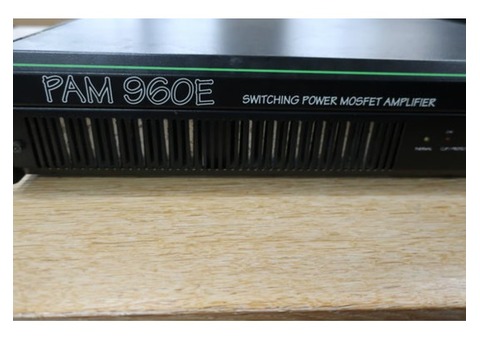 PAM 960E
SWITCHING POWER MOSFET AMPLIFIER